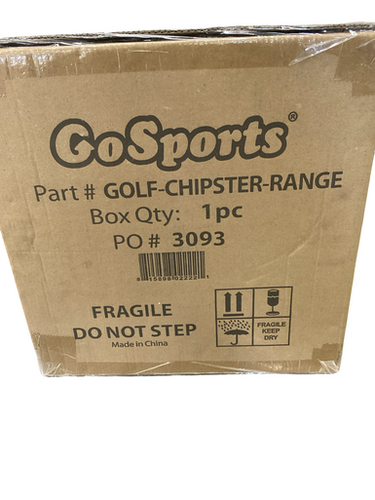 GoSports®
Part # GOLF-CHIPSTER-RANGE
Box Qty: 1pc
PO # 3093
FRAGILE
DO NOT STEP
Made in China
FRAGILE
KEEP
DRY